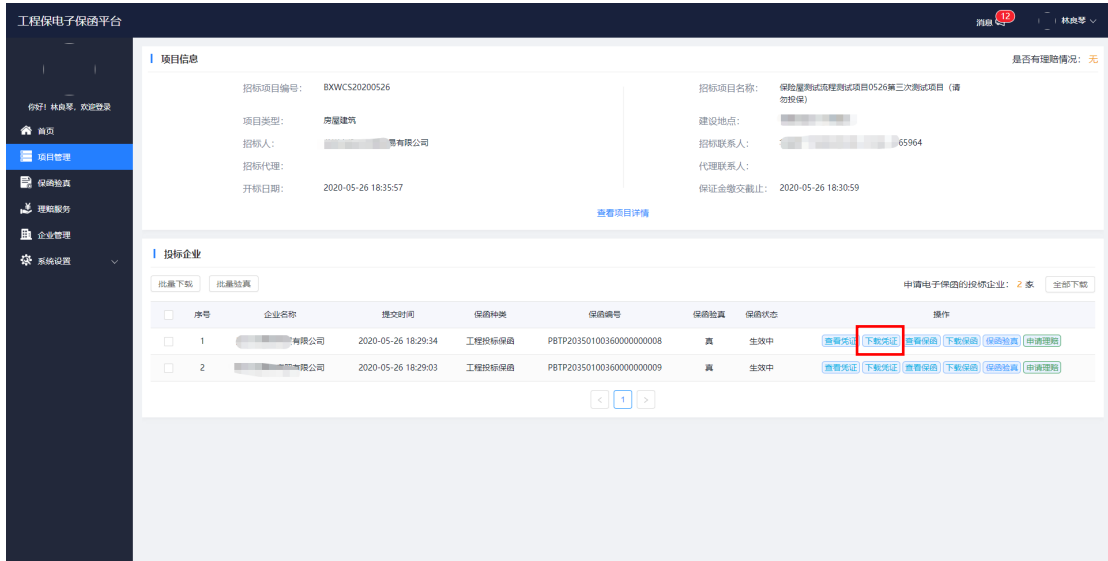 工程保电子保函平台
消息 12 林良琴
你好！林良琴，欢迎登录
首页
项目管理
保函验真
理赔服务
企业管理
系统设置
项目信息 是否有理赔情况： 无
招标项目编号： BXWCS20200526 招标项目名称： 保险屋测试流程测试项目0526第三次测试项目（请
勿投保）
项目类型： 房屋建筑 建设地点：
招标人： 易有限公司 招标联系人： 65964
招标代理： 代理联系人：
开标日期： 2020-05-26 18:35:57 保证金缴交截止： 2020-05-26 18:30:59
查看项目详情
投标企业
批量下载 批量验真 申请电子保函的投标企业： 2 家 全部下载
序号 企业名称 提交时间 保函种类 保函编号 保函验真 保函状态 操作
1 有限公司 2020-05-26 18:29:34 工程投标保函 PBTP20350100360000000008 真 生效中 查看凭证 下载凭证 查看保函 下载保函 保函验真 申请理赔
2 有限公司 2020-05-26 18:29:03 工程投标保函 PBTP20350100360000000009 真 生效中 查看凭证 下载凭证 查看保函 下载保函 保函验真 申请理赔
< 1 >